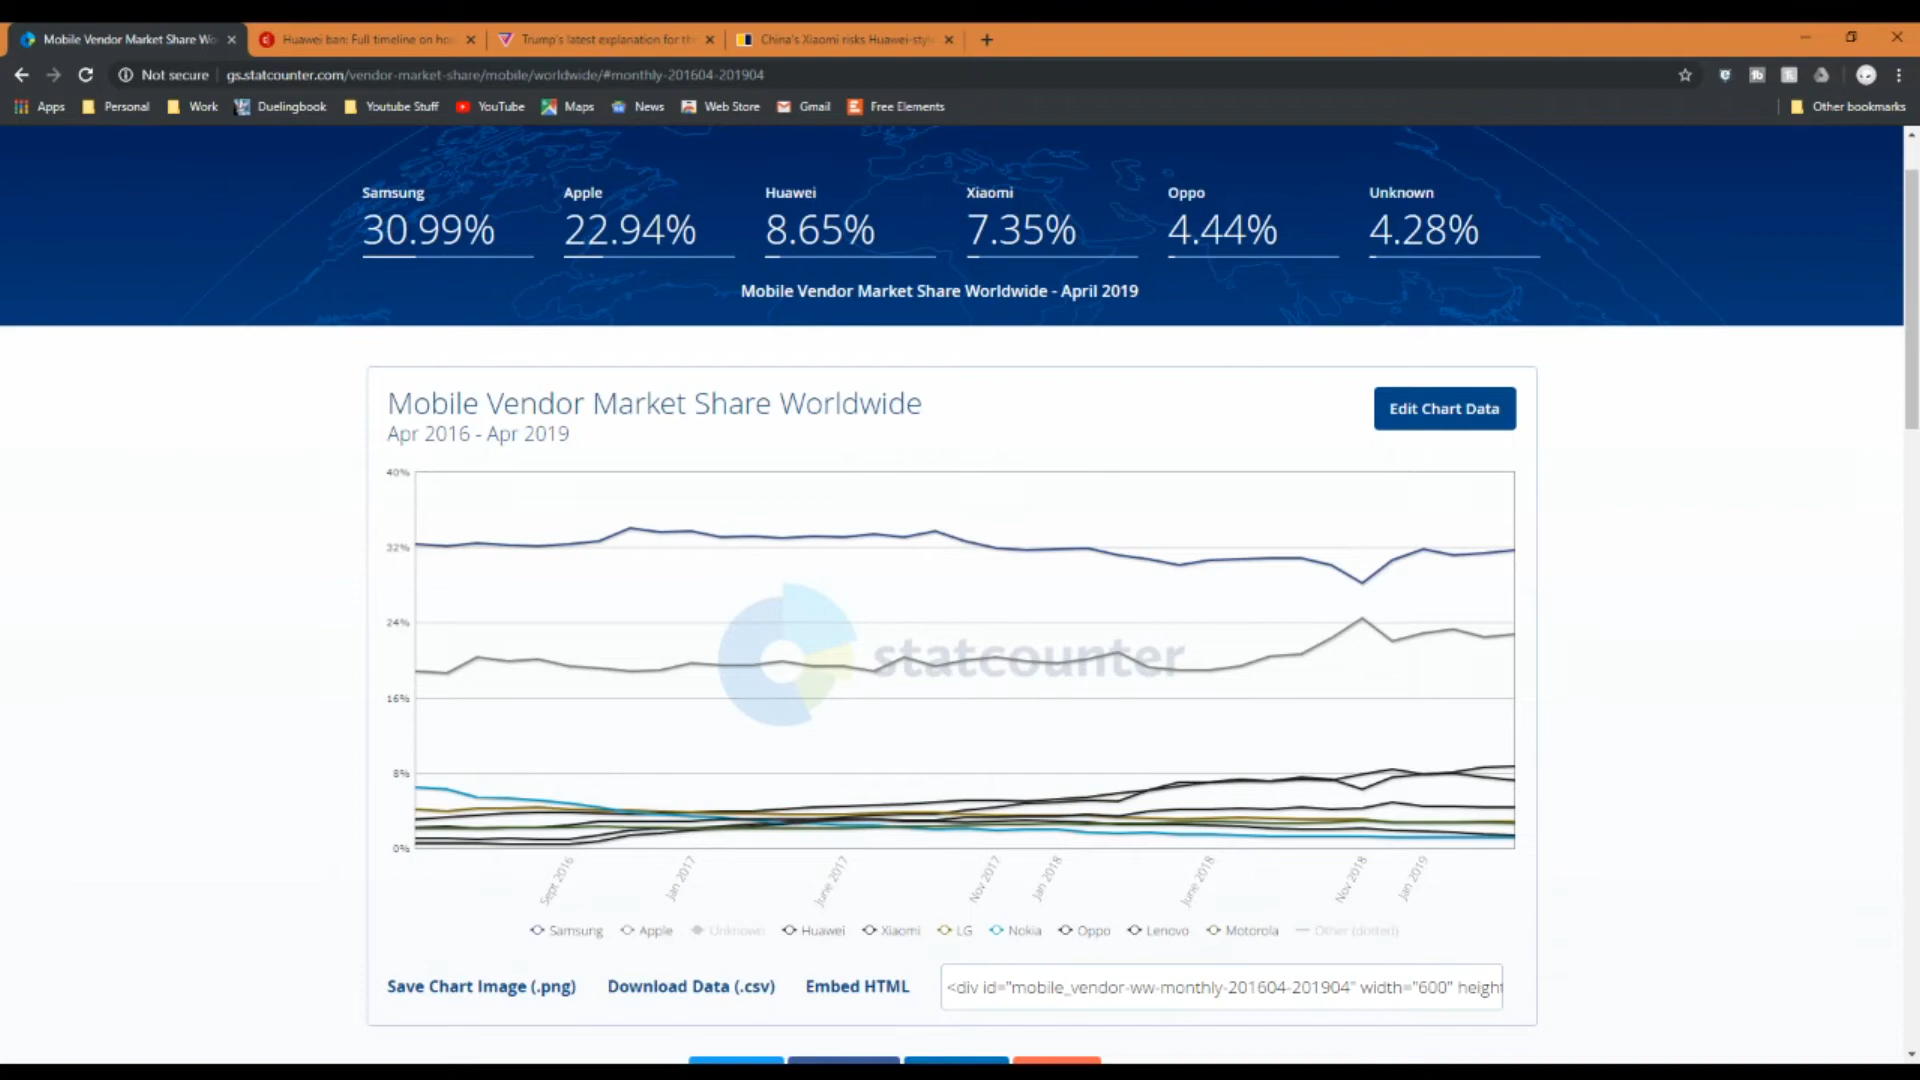 Mobile Vendor Market Share Wo
Huawei ban: Full timeline on ho
Trump's latest explanation for th
China's Xiaomi risks Huawei-styl
Not secure
gs.statcounter.com/vendor-market-share/mobile/worldwide/#monthly-201604-201904
Apps
Personal
Work
Duelingbook
Youtube Stuff
YouTube
Maps
News
Web Store
Gmail
Free Elements
Other bookmarks
Samsung
30.99%
Apple
22.94%
Huawei
8.65%
Xiaomi
7.35%
Oppo
4.44%
Unknown
4.28%
Mobile Vendor Market Share Worldwide - April 2019
Mobile Vendor Market Share Worldwide
Apr 2016 - Apr 2019
Edit Chart Data
40%
32%
24%
16%
8%
0%
statcounter
Sept 2016
Jan 2017
June 2017
Nov 2017
Jan 2018
June 2018
Nov 2018
Jan 2019
Samsung
Apple
Unknown
Huawei
Xiaomi
LG
Nokia
Oppo
Lenovo
Motorola
Other (dotted)
Save Chart Image (.png)
Download Data (.csv)
Embed HTML
<div id="mobile_vendor-ww-monthly-201604-201904" width="600" height